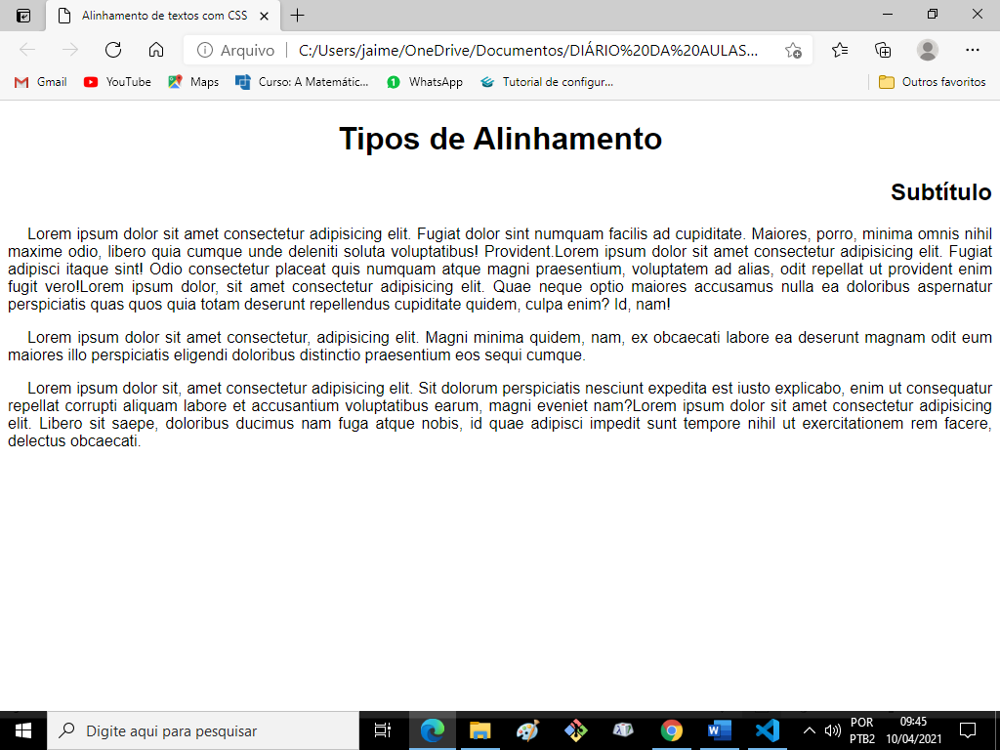 Alinhamento de textos com CSS
Arquivo C:/Users/jaime/OneDrive/Documentos/DIÁRIO%20DA%20AULAS...
Gmail YouTube Maps Curso: A Matemátic... 1 WhatsApp Tutorial de configur... Outros favoritos
Tipos de Alinhamento
Subtítulo
Lorem ipsum dolor sit amet consectetur adipisicing elit. Fugiat dolor sint numquam facilis ad cupiditate. Maiores, porro, minima omnis nihil
maxime odio, libero quia cumque unde deleniti soluta voluptatibus! Provident.Lorem ipsum dolor sit amet consectetur adipisicing elit. Fugiat
adipisci itaque sint! Odio consectetur placeat quis numquam atque magni praesentium, voluptatem ad alias, odit repellat ut provident enim
fugit vero!Lorem ipsum dolor, sit amet consectetur adipisicing elit. Quae neque optio maiores accusamus nulla ea doloribus aspernatur
perspiciatis quas quos quia totam deserunt repellendus cupiditate quidem, culpa enim? Id, nam!
Lorem ipsum dolor sit amet consectetur, adipisicing elit. Magni minima quidem, nam, ex obcaecati labore ea deserunt magnam odit eum
maiores illo perspiciatis eligendi doloribus distinctio praesentium eos sequi cumque.
Lorem ipsum dolor sit, amet consectetur adipisicing elit. Sit dolorum perspiciatis nesciunt expedita est iusto explicabo, enim ut consequatur
repellat corrupti aliquam labore et accusantium voluptatibus earum, magni eveniet nam?Lorem ipsum dolor sit amet consectetur adipisicing
elit. Libero sit saepe, doloribus ducimus nam fuga atque nobis, id quae adipisci impedit sunt tempore nihil ut exercitationem rem facere,
delectus obcaecati.
Digite aqui para pesquisar
POR 09:45
PTB2 10/04/2021